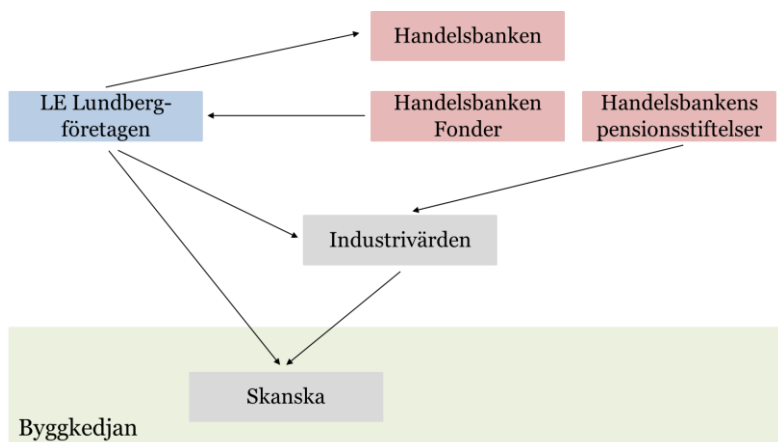 Handelsbanken
LE Lundberg-
företagen
Handelsbanken
Fonder
Handelsbankens
pensionsstiftelser
Industrivärden
Skanska
Byggkedjan